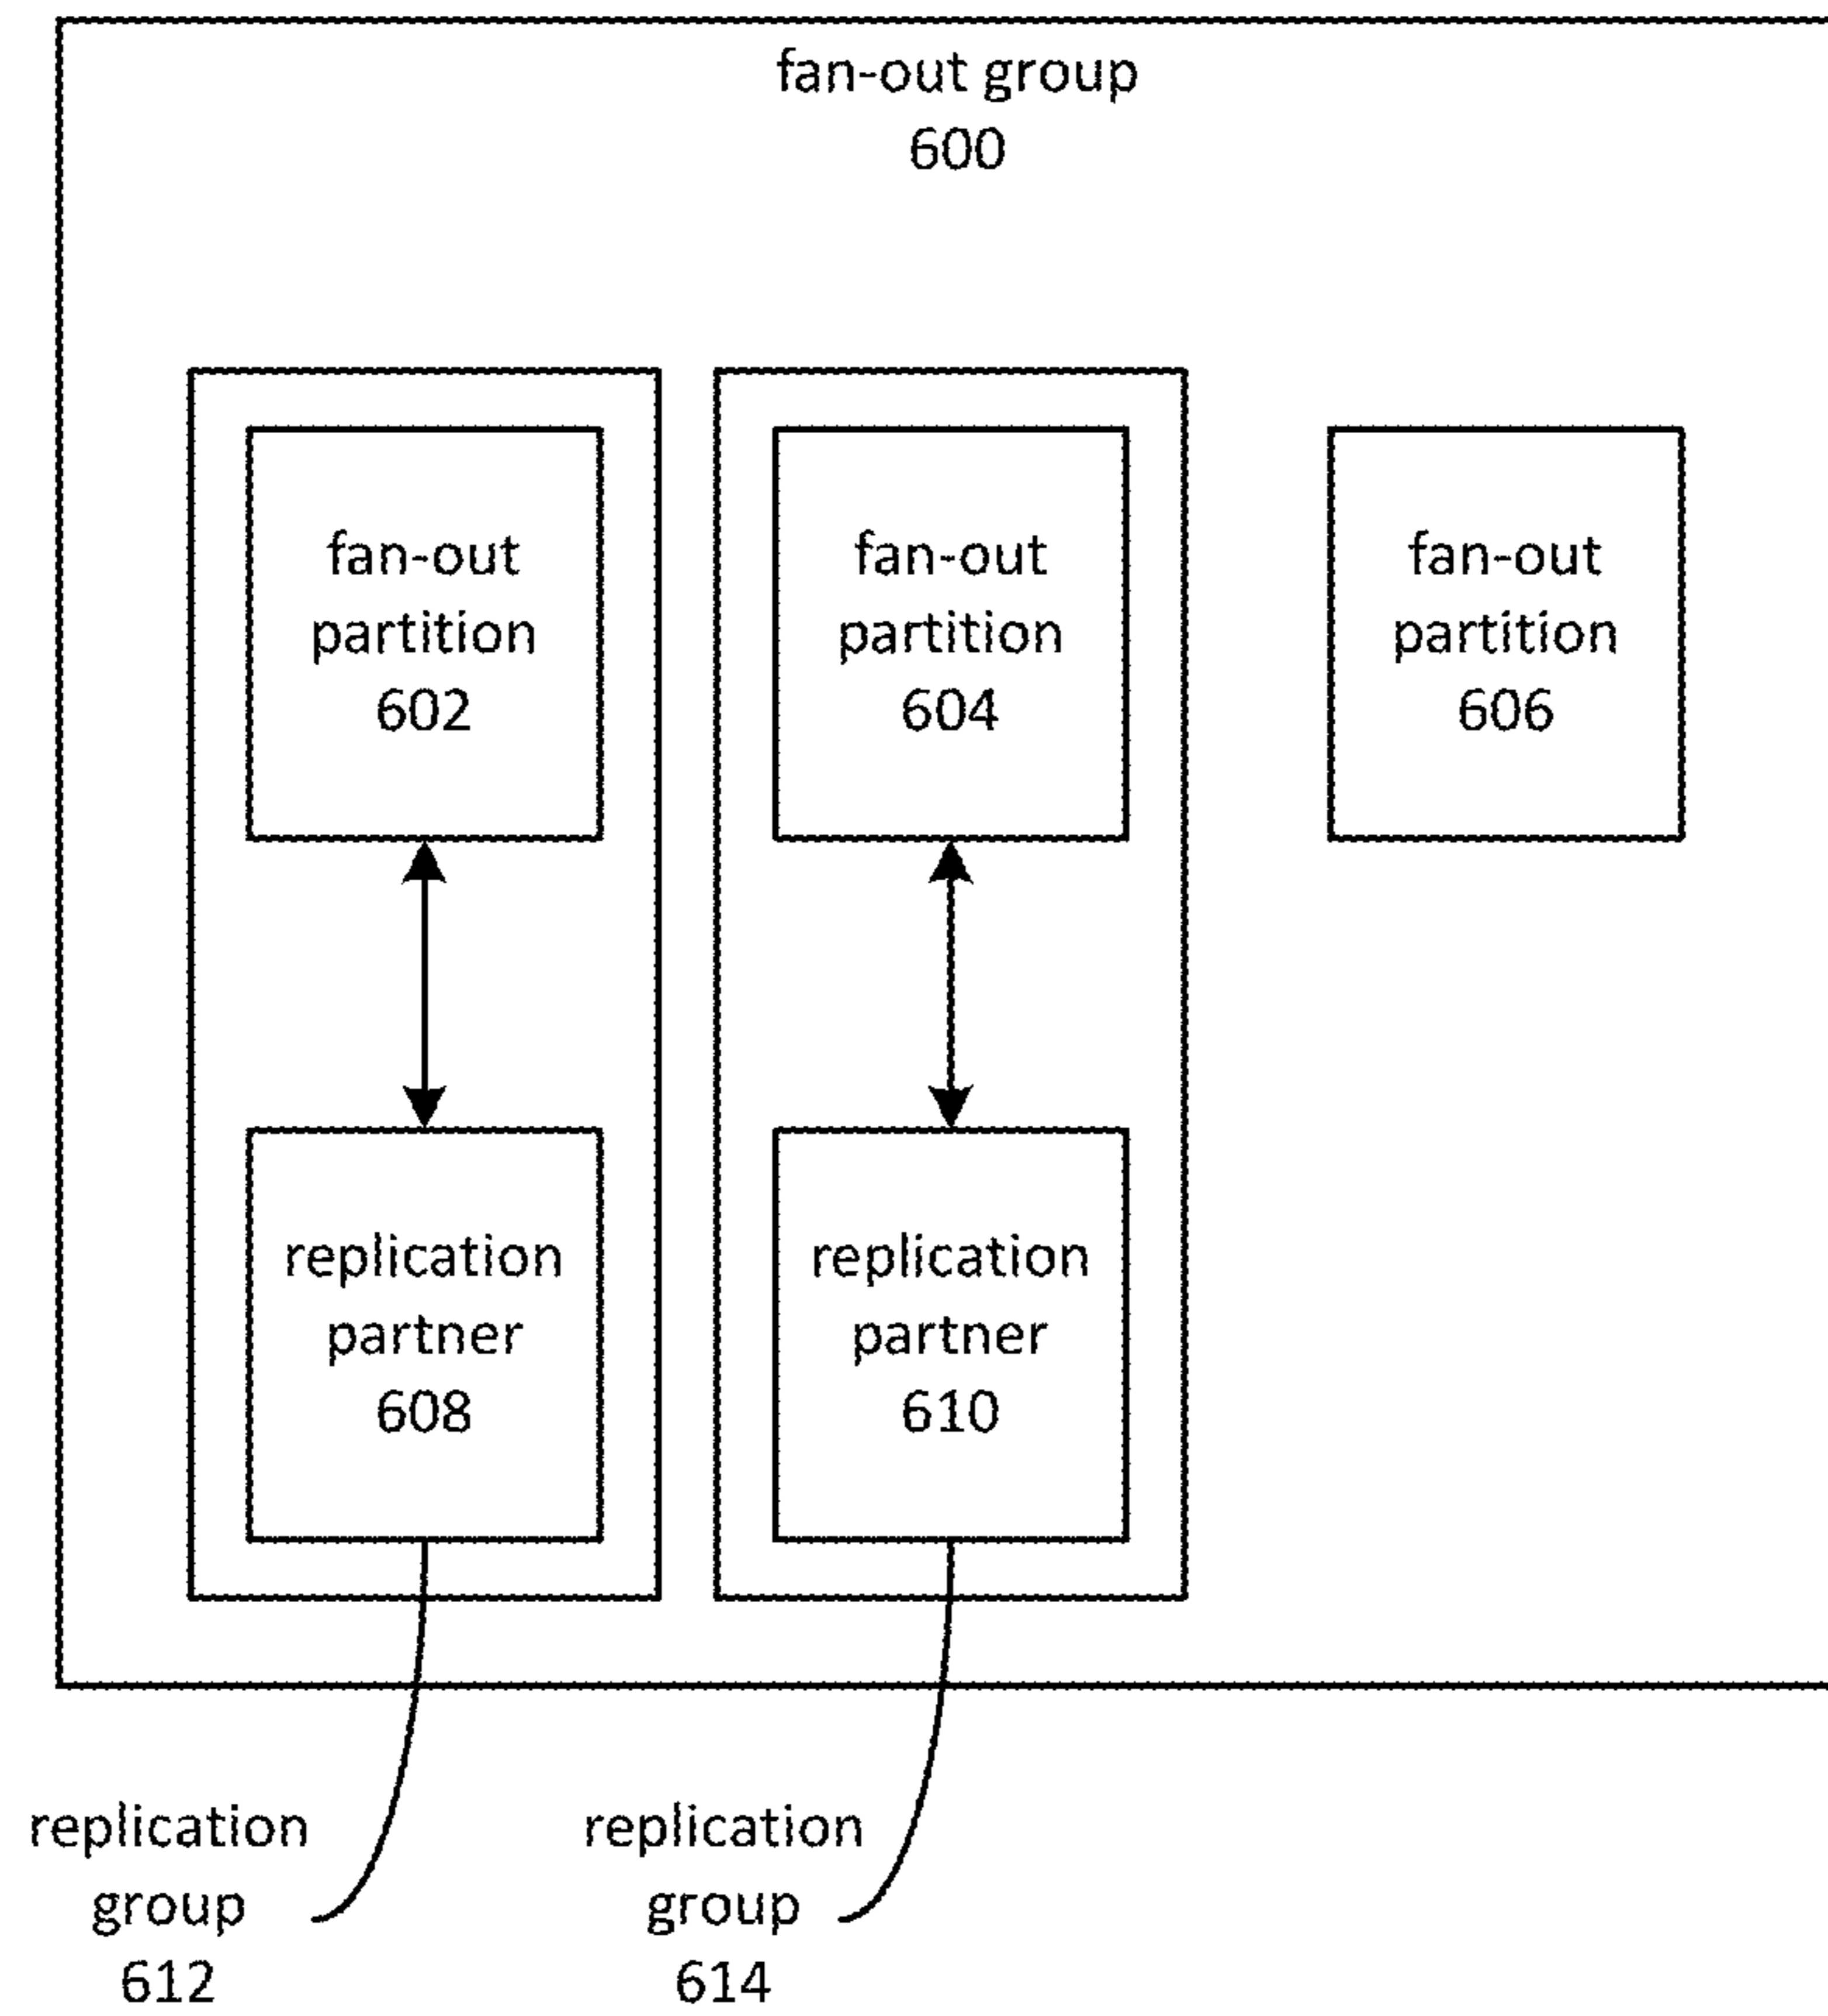 fan-out group
600
fan-out
partition
602
fan-out
partition
604
fan-out
partition
606
replication
partner
608
replication
partner
610
replication
group
612
replication
group
614